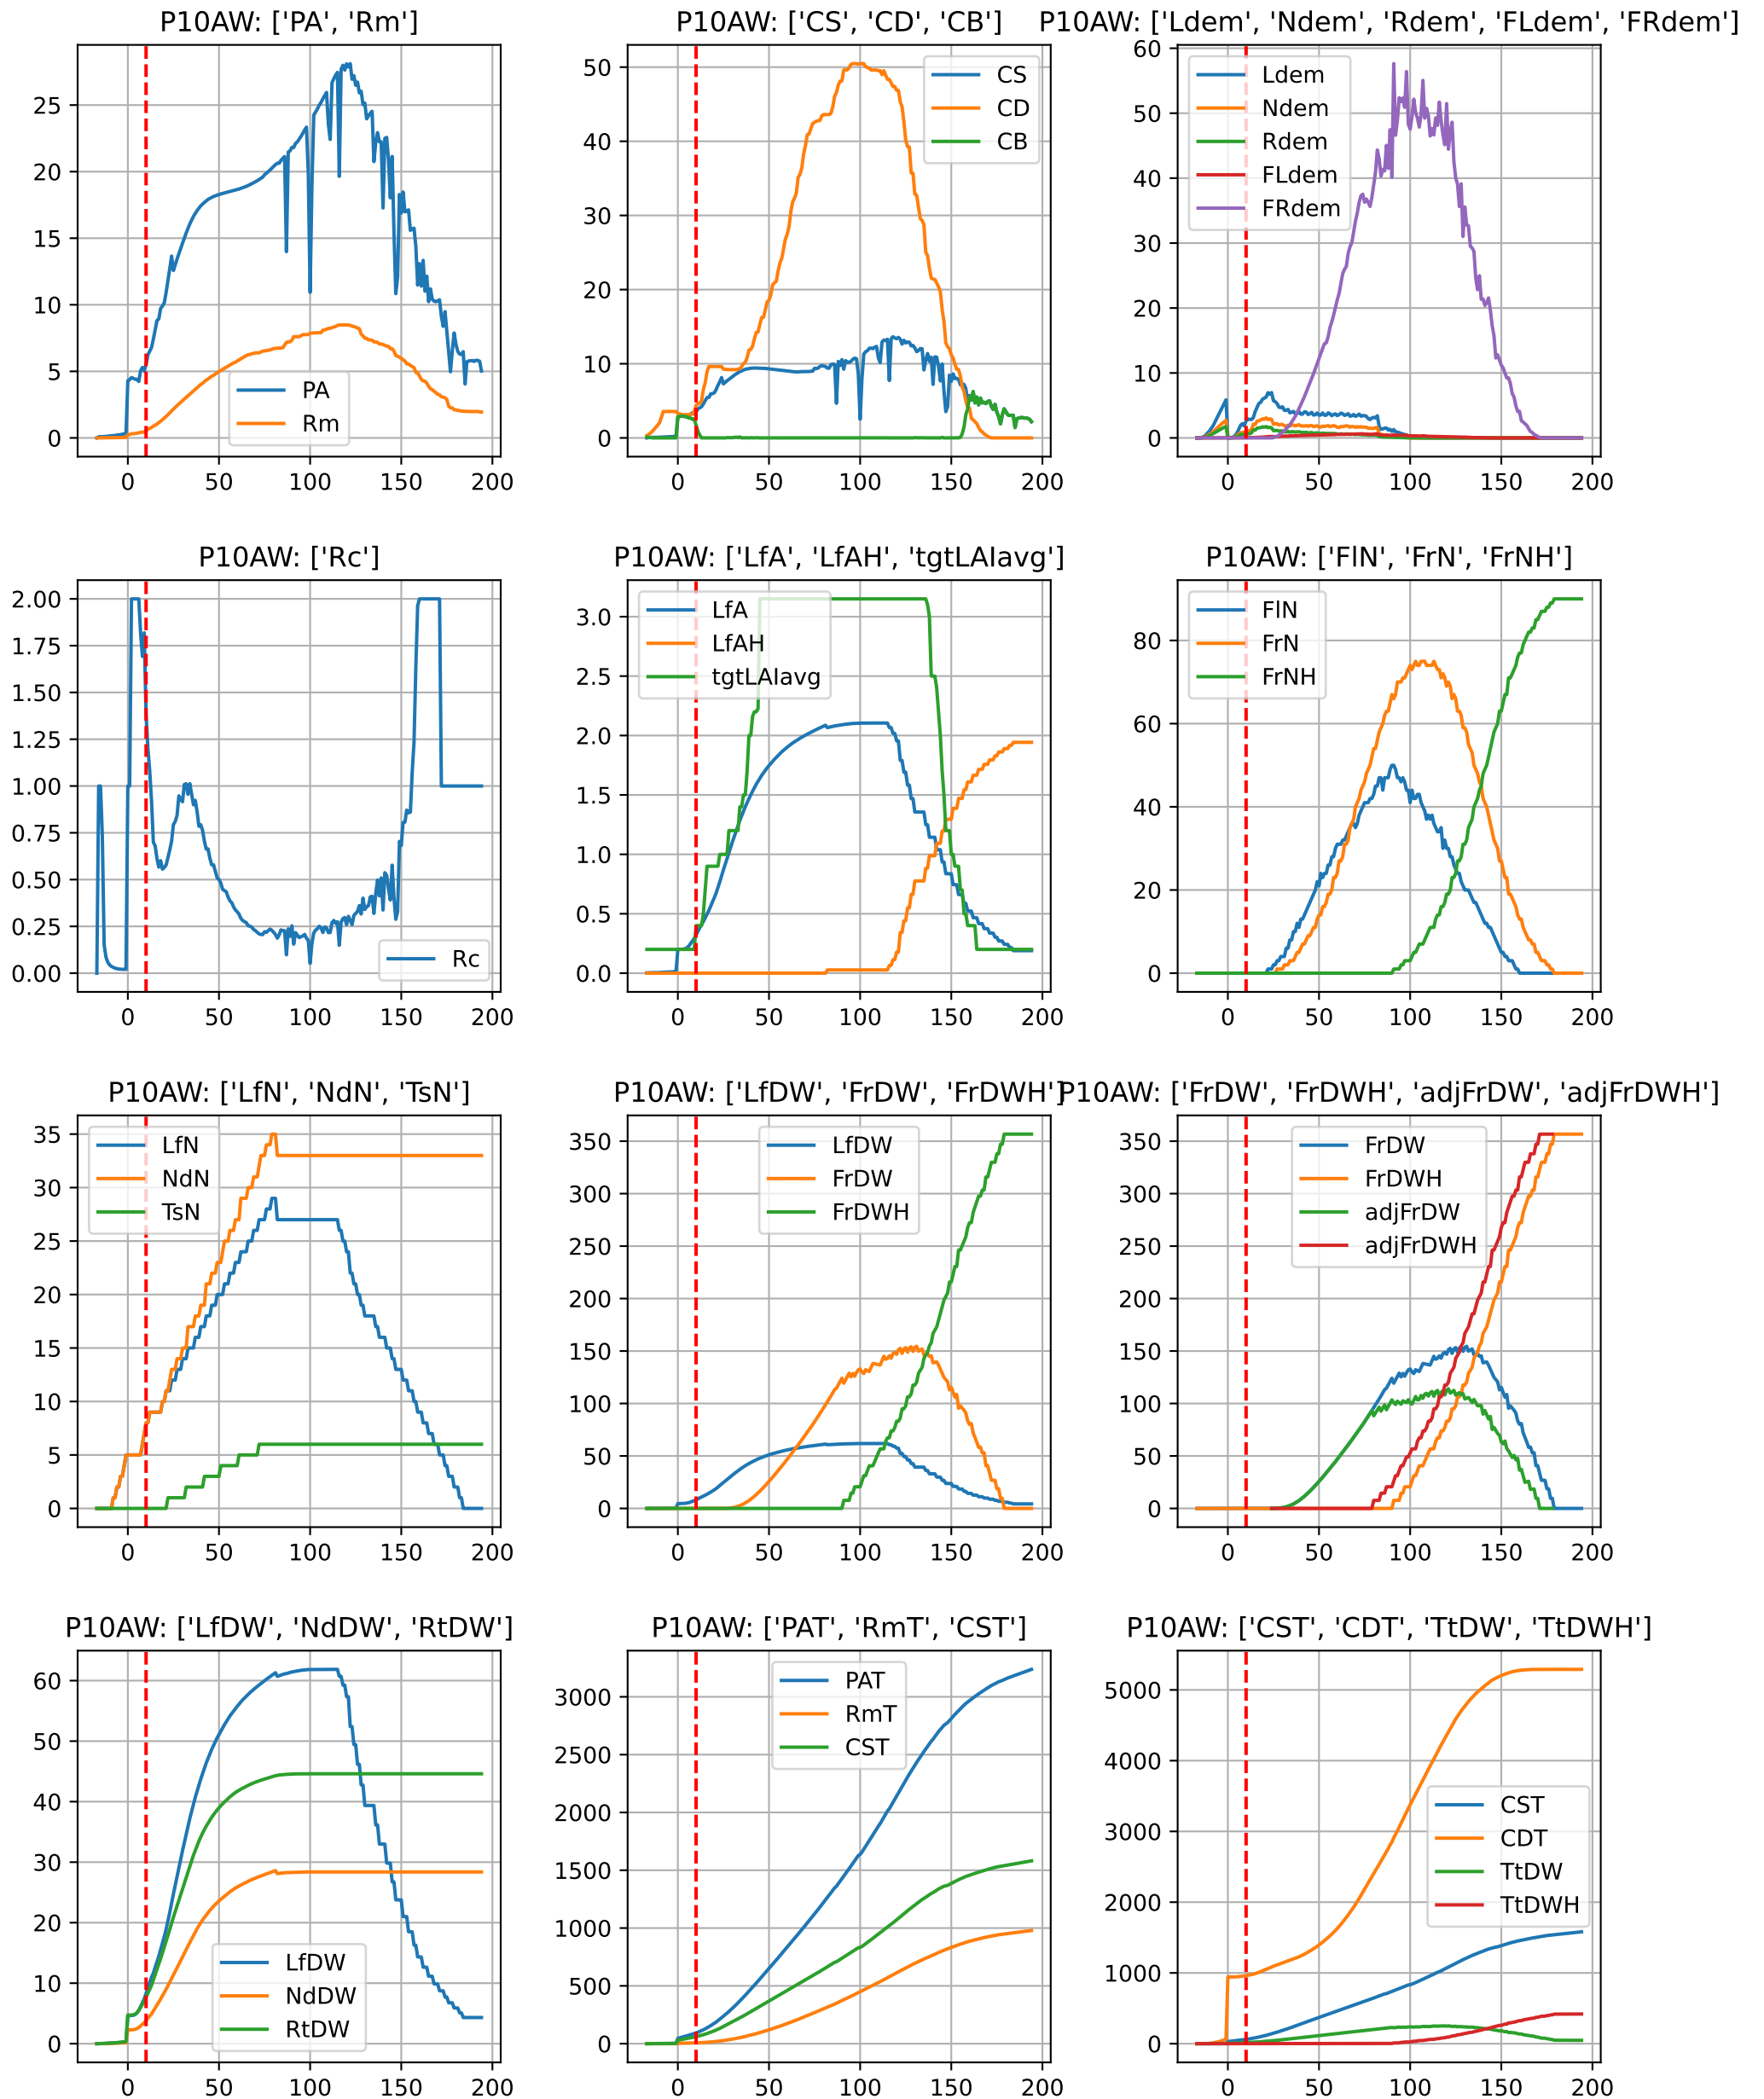 P10AW: ['PA', 'Rm']
25
20
15
10
5
0
PA
Rm
0 50 100 150 200
P10AW: ['CS', 'CD', 'CB']
50
40
30
20
10
0
CS
CD
CB
0 50 100 150 200
P10AW: ['Ldem', 'Ndem', 'Rdem', 'FLdem', 'FRdem']
60
50
40
30
20
10
0
Ldem
Ndem
Rdem
FLdem
FRdem
0 50 100 150 200
P10AW: ['Rc']
2.00
1.75
1.50
1.25
1.00
0.75
0.50
0.25
0.00
Rc
0 50 100 150 200
P10AW: ['LfA', 'LfAH', 'tgtLAIavg']
3.0
2.5
2.0
1.5
1.0
0.5
0.0
LfA
LfAH
tgtLAIavg
0 50 100 150 200
P10AW: ['FlN', 'FrN', 'FrNH']
80
60
40
20
0
FlN
FrN
FrNH
0 50 100 150 200
P10AW: ['LfN', 'NdN', 'TsN']
35
30
25
20
15
10
5
0
LfN
NdN
TsN
0 50 100 150 200
P10AW: ['LfDW', 'FrDW', 'FrDWH']
350
300
250
200
150
100
50
0
LfDW
FrDW
FrDWH
0 50 100 150 200
P10AW: ['FrDW', 'FrDWH', 'adjFrDW', 'adjFrDWH']
350
300
250
200
150
100
50
0
FrDW
FrDWH
adjFrDW
adjFrDWH
0 50 100 150 200
P10AW: ['LfDW', 'NdDW', 'RtDW']
60
50
40
30
20
10
0
LfDW
NdDW
RtDW
0 50 100 150 200
P10AW: ['PAT', 'RmT', 'CST']
3000
2500
2000
1500
1000
500
0
PAT
RmT
CST
0 50 100 150 200
P10AW: ['CST', 'CDT', 'TtDW', 'TtDWH']
5000
4000
3000
2000
1000
0
CST
CDT
TtDW
TtDWH
0 50 100 150 200